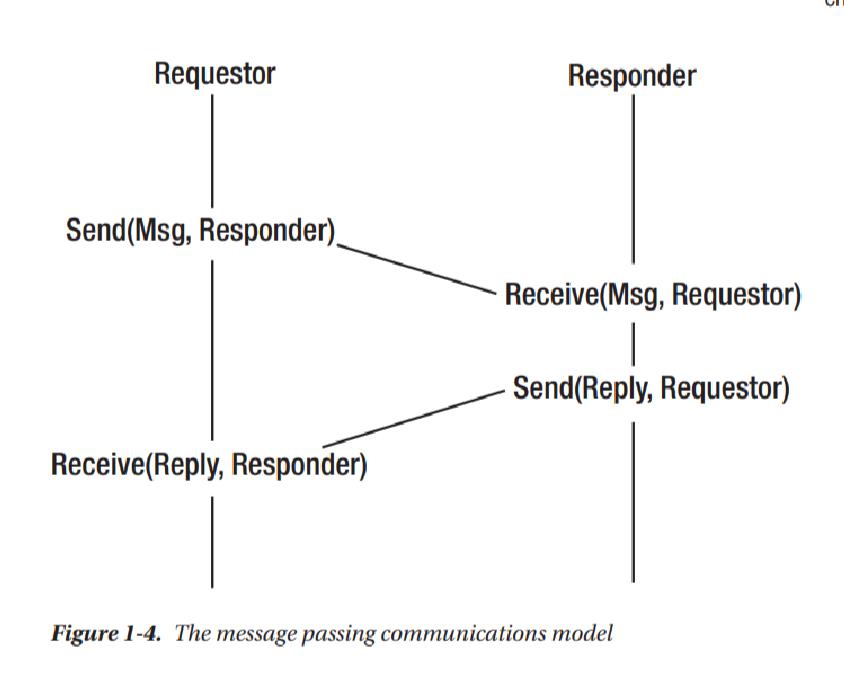 Requestor
Responder
Send(Msg, Responder)
Receive(Msg, Requestor)
Send(Reply, Requestor)
Receive(Reply, Responder)
Figure 1-4. The message passing communications model